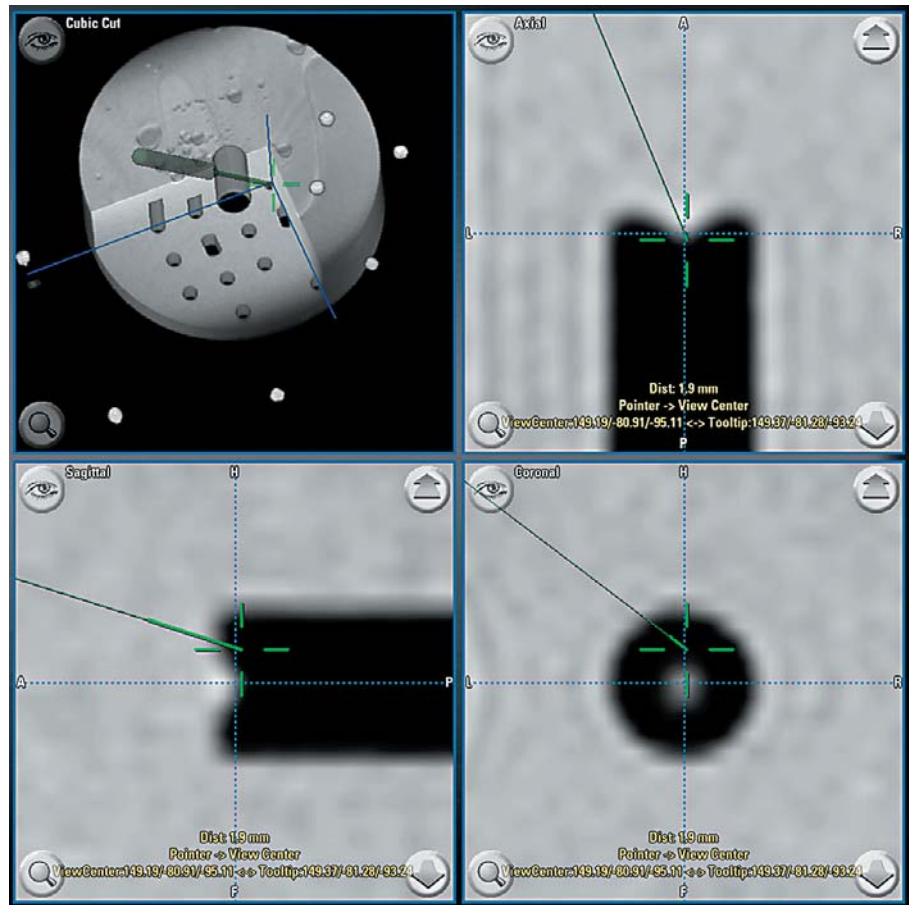 Cubic Cut
Axial
A
L
R
Dist: 1.9 mm
Pointer -> View Center
ViewCenter:149.19/-80.91/-95.11 <-> Tooltip:149.37/-81.28/-93.24
P
Sagittal
H
A
P
Dist: 1.9 mm
Pointer -> View Center
ViewCenter:149.19/-80.91/-95.11 <-> Tooltip:149.37/-81.28/-93.24
F
Coronal
H
L
R
Dist: 1.9 mm
Pointer -> View Center
ViewCenter:149.19/-80.91/-95.11 <-> Tooltip:149.37/-81.28/-93.24
F